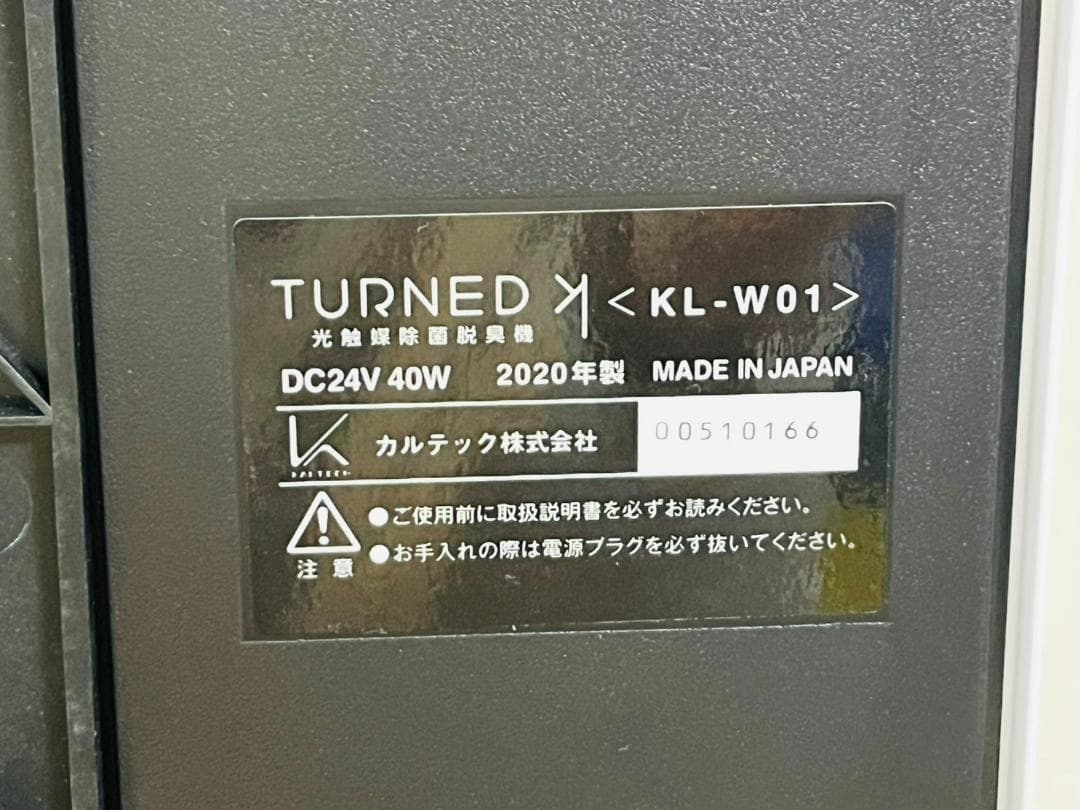 TURNED K <KL-W01>
光触媒除菌脱臭機
DC24V 40W 2020年製 MADE IN JAPAN
KALTECH カルテック株式会社 00510166
●ご使用前に取扱説明書を必ずお読みください。
●お手入れの際は電源プラグを必ず抜いてください。
注意